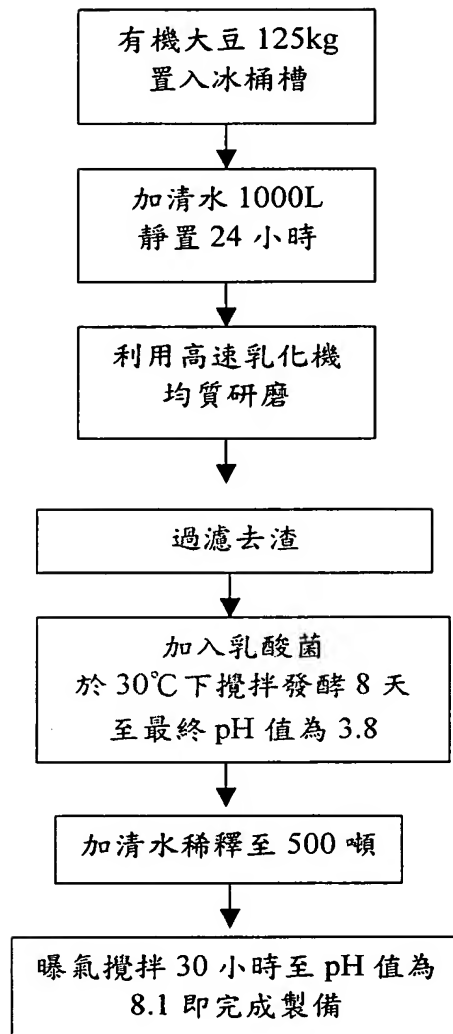 有機大豆 125kg
置入冰桶槽
加清水 1000L
靜置 24 小時
利用高速乳化機
均質研磨
過濾去渣
加入乳酸菌
於 30℃下攪拌發酵 8 天
至最終 pH 值為 3.8
加清水稀釋至 500 噸
曝氣攪拌 30 小時至 pH 值為
8.1 即完成製備